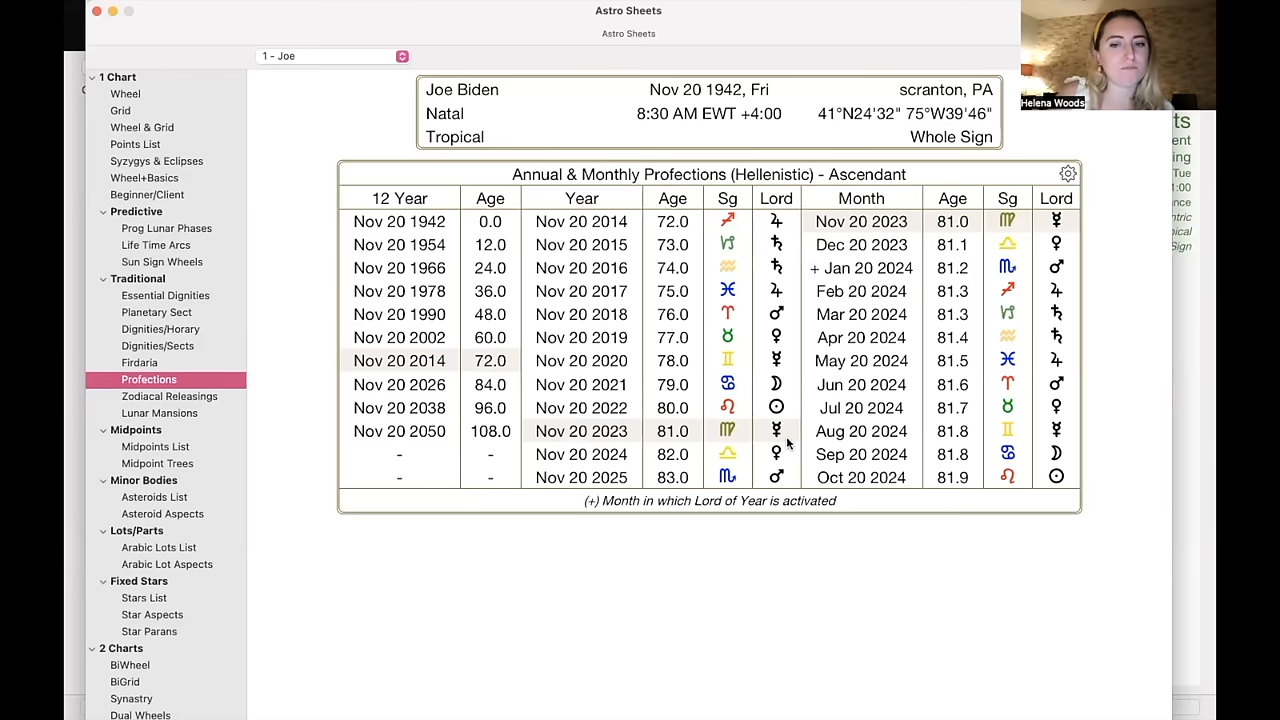 Astro Sheets
Astro Sheets
1 - Joe
1 Chart
Wheel
Grid
Wheel & Grid
Points List
Syzygys & Eclipses
Wheel+Basics
Beginner/Client
Predictive
Prog Lunar Phases
Life Time Arcs
Sun Sign Wheels
Traditional
Essential Dignities
Planetary Sect
Dignities/Horary
Dignities/Sects
Firdaria
Profections
Zodiacal Releasings
Lunar Mansions
Midpoints
Midpoints List
Midpoint Trees
Minor Bodies
Asteroids List
Asteroid Aspects
Lots/Parts
Arabic Lots List
Arabic Lot Aspects
Fixed Stars
Stars List
Star Aspects
Star Parans
2 Charts
BiWheel
BiGrid
Synastry
Dual Wheels
Joe Biden Nov 20 1942, Fri scranton, PA
Natal 8:30 AM EWT +4:00 41°N24'32" 75°W39'46"
Tropical Whole Sign
Annual & Monthly Profections (Hellenistic) - Ascendant
12 Year Age Year Age Sg Lord Month Age Sg Lord
Nov 20 1942 0.0 Nov 20 2014 72.0 ♐ ♃ Nov 20 2023 81.0 ♍ ☿
Nov 20 1954 12.0 Nov 20 2015 73.0 ♑ ♄ Dec 20 2023 81.1 ♎ ♀
Nov 20 1966 24.0 Nov 20 2016 74.0 ♒ ♄ + Jan 20 2024 81.2 ♏ ♂
Nov 20 1978 36.0 Nov 20 2017 75.0 ♓ ♃ Feb 20 2024 81.3 ♐ ♃
Nov 20 1990 48.0 Nov 20 2018 76.0 ♈ ♂ Mar 20 2024 81.3 ♑ ♄
Nov 20 2002 60.0 Nov 20 2019 77.0 ♉ ♀ Apr 20 2024 81.4 ♒ ♄
Nov 20 2014 72.0 Nov 20 2020 78.0 ♊ ☿ May 20 2024 81.5 ♓ ♃
Nov 20 2026 84.0 Nov 20 2021 79.0 ♋ ☽ Jun 20 2024 81.6 ♈ ♂
Nov 20 2038 96.0 Nov 20 2022 80.0 ♌ ☉ Jul 20 2024 81.7 ♉ ♀
Nov 20 2050 108.0 Nov 20 2023 81.0 ♍ ☿ Aug 20 2024 81.8 ♊ ☿
- - Nov 20 2024 82.0 ♎ ♀ Sep 20 2024 81.8 ♋ ☽
- - Nov 20 2025 83.0 ♏ ♂ Oct 20 2024 81.9 ♌ ☉
(+) Month in which Lord of Year is activated
Helena Woods
ts
ent
ing
Tue
1:00
nce
ntric
pical
Sign